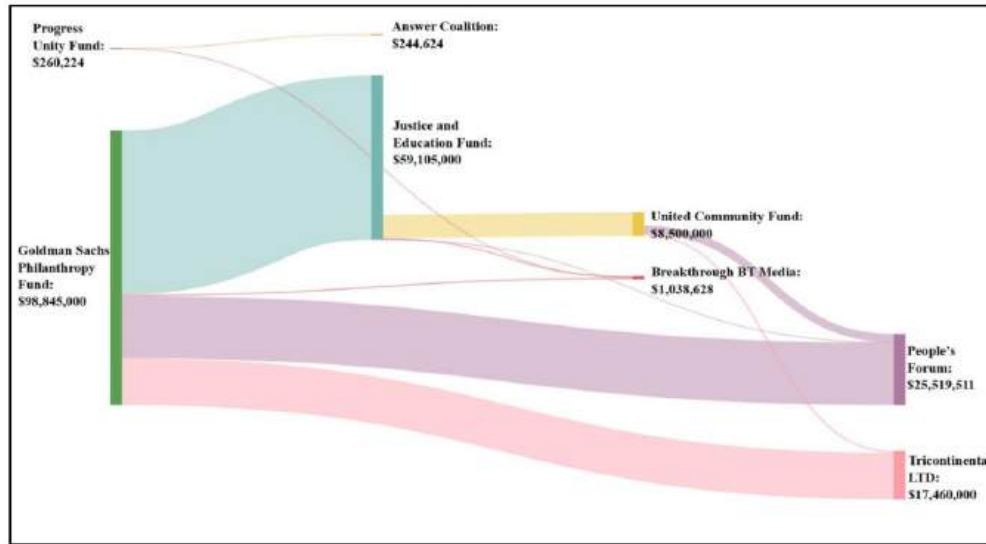 Progress
Unity Fund:
$260,224
Answer Coalition:
$244,624
Justice and
Education Fund:
$59,105,000
Goldman Sachs
Philanthropy
Fund:
$98,845,000
United Community Fund:
$8,500,000
Breakthrough BT Media:
$1,038,628
People's
Forum:
$25,519,511
Tricontinenta
LTD:
$17,460,000